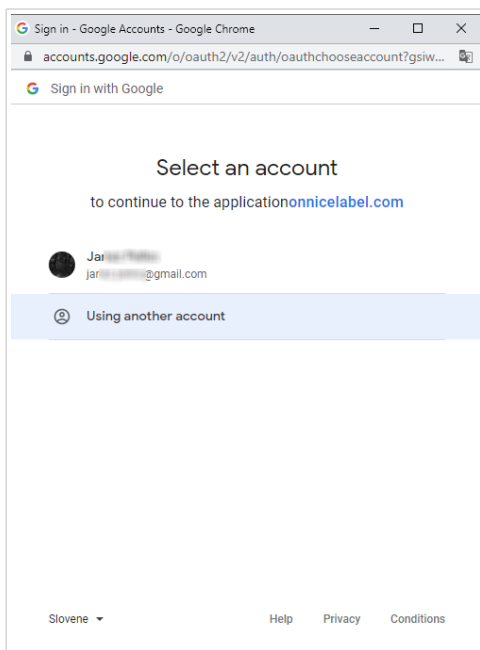 Sign in - Google Accounts - Google Chrome
accounts.google.com/o/oauth2/v2/auth/oauthchooseaccount?gsiw...
Sign in with Google
Select an account
to continue to the applicationonnicelabel.com
@gmail.com
Using another account
Slovene
Help Privacy Conditions